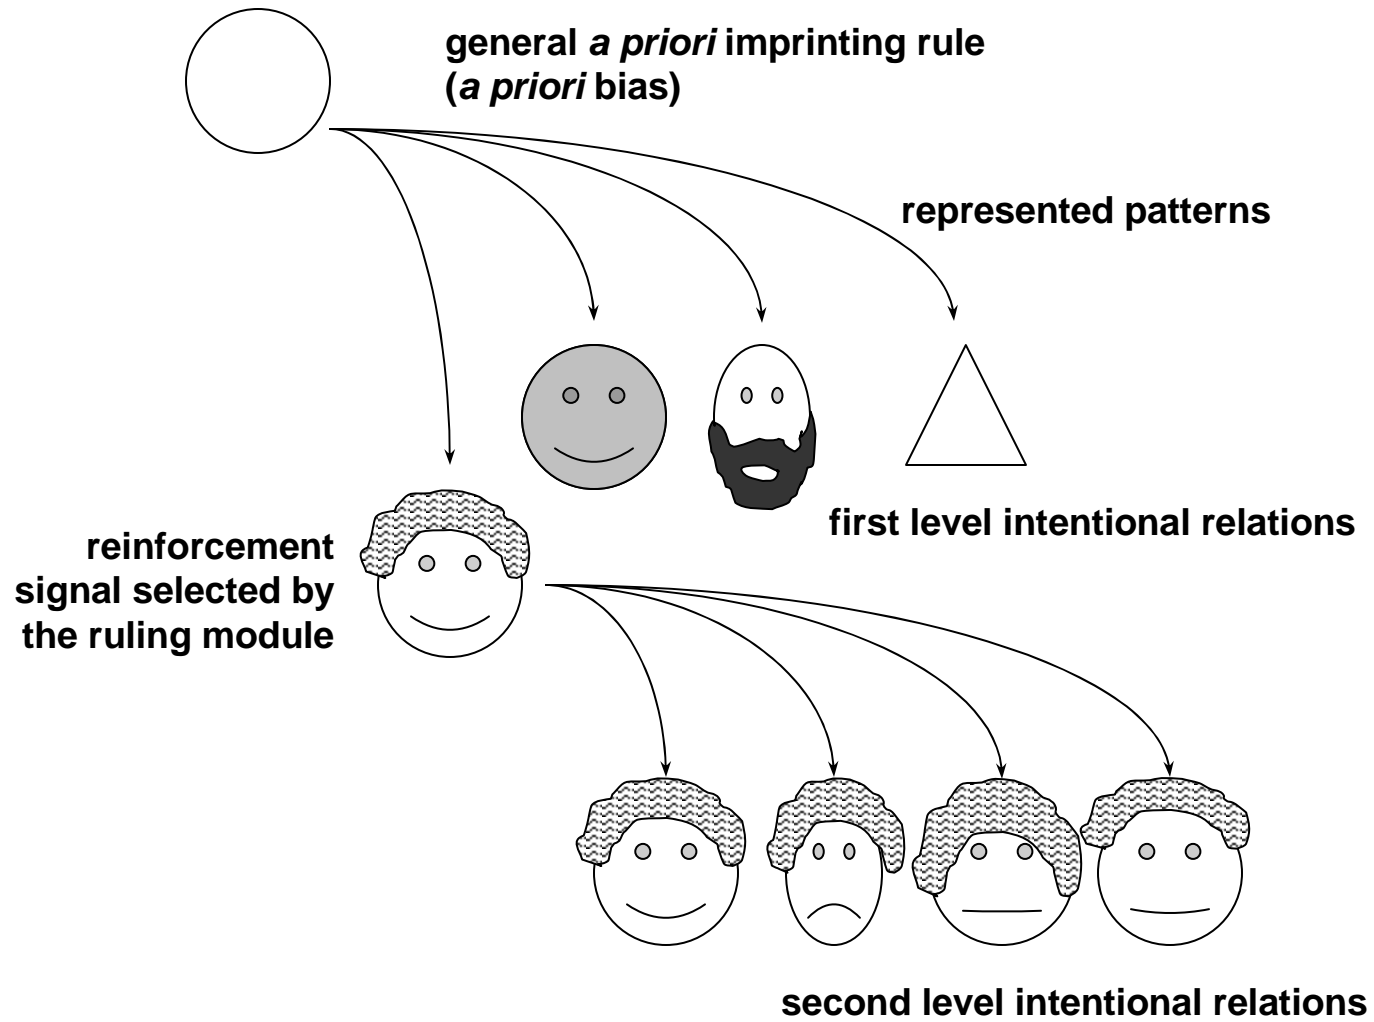 general a priori imprinting rule
(a priori bias)
represented patterns
first level intentional relations
reinforcement
signal selected by
the ruling module
second level intentional relations